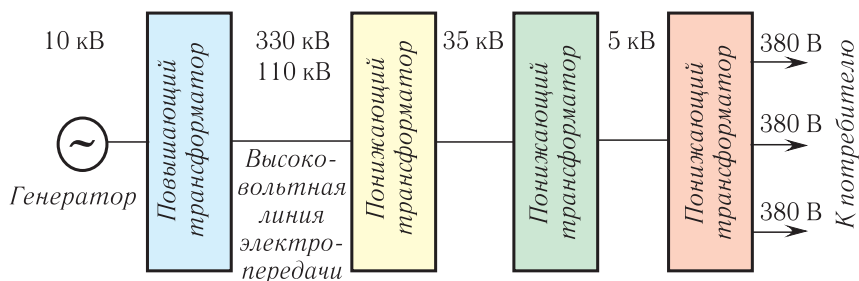 10 кВ
~
Генератор
Повышающий
трансформатор
330 кВ
110 кВ
Высоко-
вольтная
линия
электро-
передачи
Понижающий
трансформатор
35 кВ
Понижающий
трансформатор
5 кВ
Понижающий
трансформатор
380 В
380 В
380 В
К потребителю